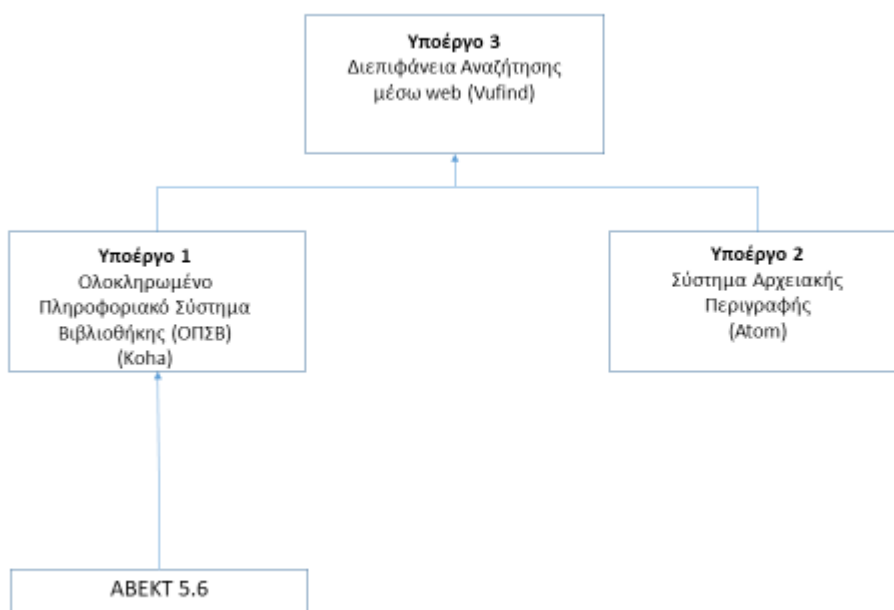 Υποέργο 3
Διεπιφάνεια Αναζήτησης
μέσω web (Vufind)
Υποέργο 1
Ολοκληρωμένο
Πληροφοριακό Σύστημα
Βιβλιοθήκης (ΟΠΣΒ)
(Koha)
Υποέργο 2
Σύστημα Αρχειακής
Περιγραφής
(Atom)
ΑΒΕΚΤ 5.6